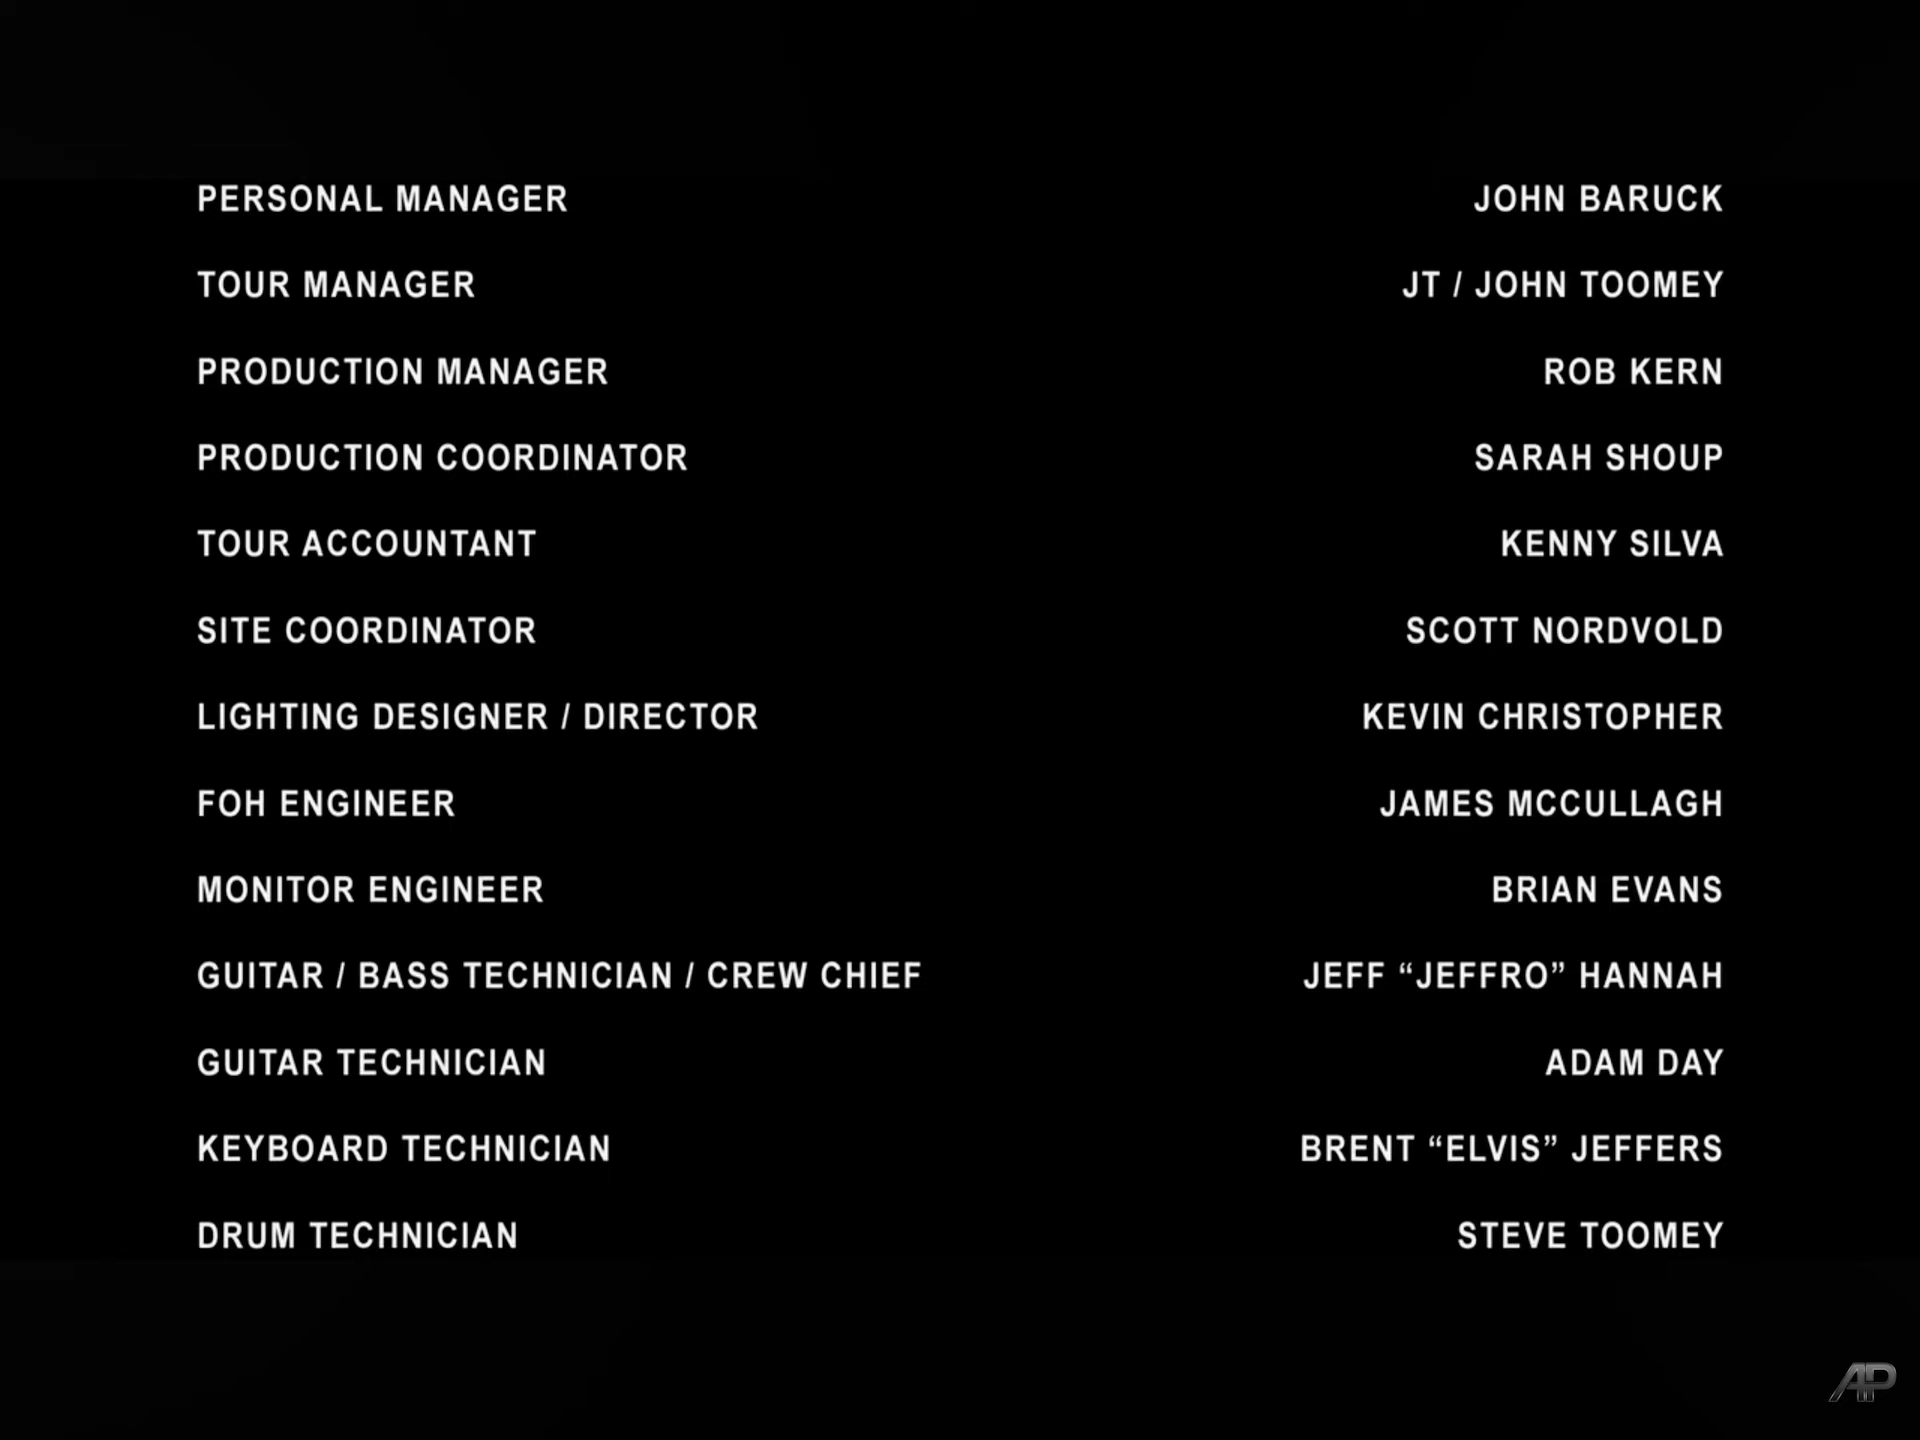 PERSONAL MANAGER JOHN BARUCK
TOUR MANAGER JT / JOHN TOOMEY
PRODUCTION MANAGER ROB KERN
PRODUCTION COORDINATOR SARAH SHOUP
TOUR ACCOUNTANT KENNY SILVA
SITE COORDINATOR SCOTT NORDVOLD
LIGHTING DESIGNER / DIRECTOR KEVIN CHRISTOPHER
FOH ENGINEER JAMES MCCULLAGH
MONITOR ENGINEER BRIAN EVANS
GUITAR / BASS TECHNICIAN / CREW CHIEF JEFF “JEFFRO” HANNAH
GUITAR TECHNICIAN ADAM DAY
KEYBOARD TECHNICIAN BRENT “ELVIS” JEFFERS
DRUM TECHNICIAN STEVE TOOMEY
AP